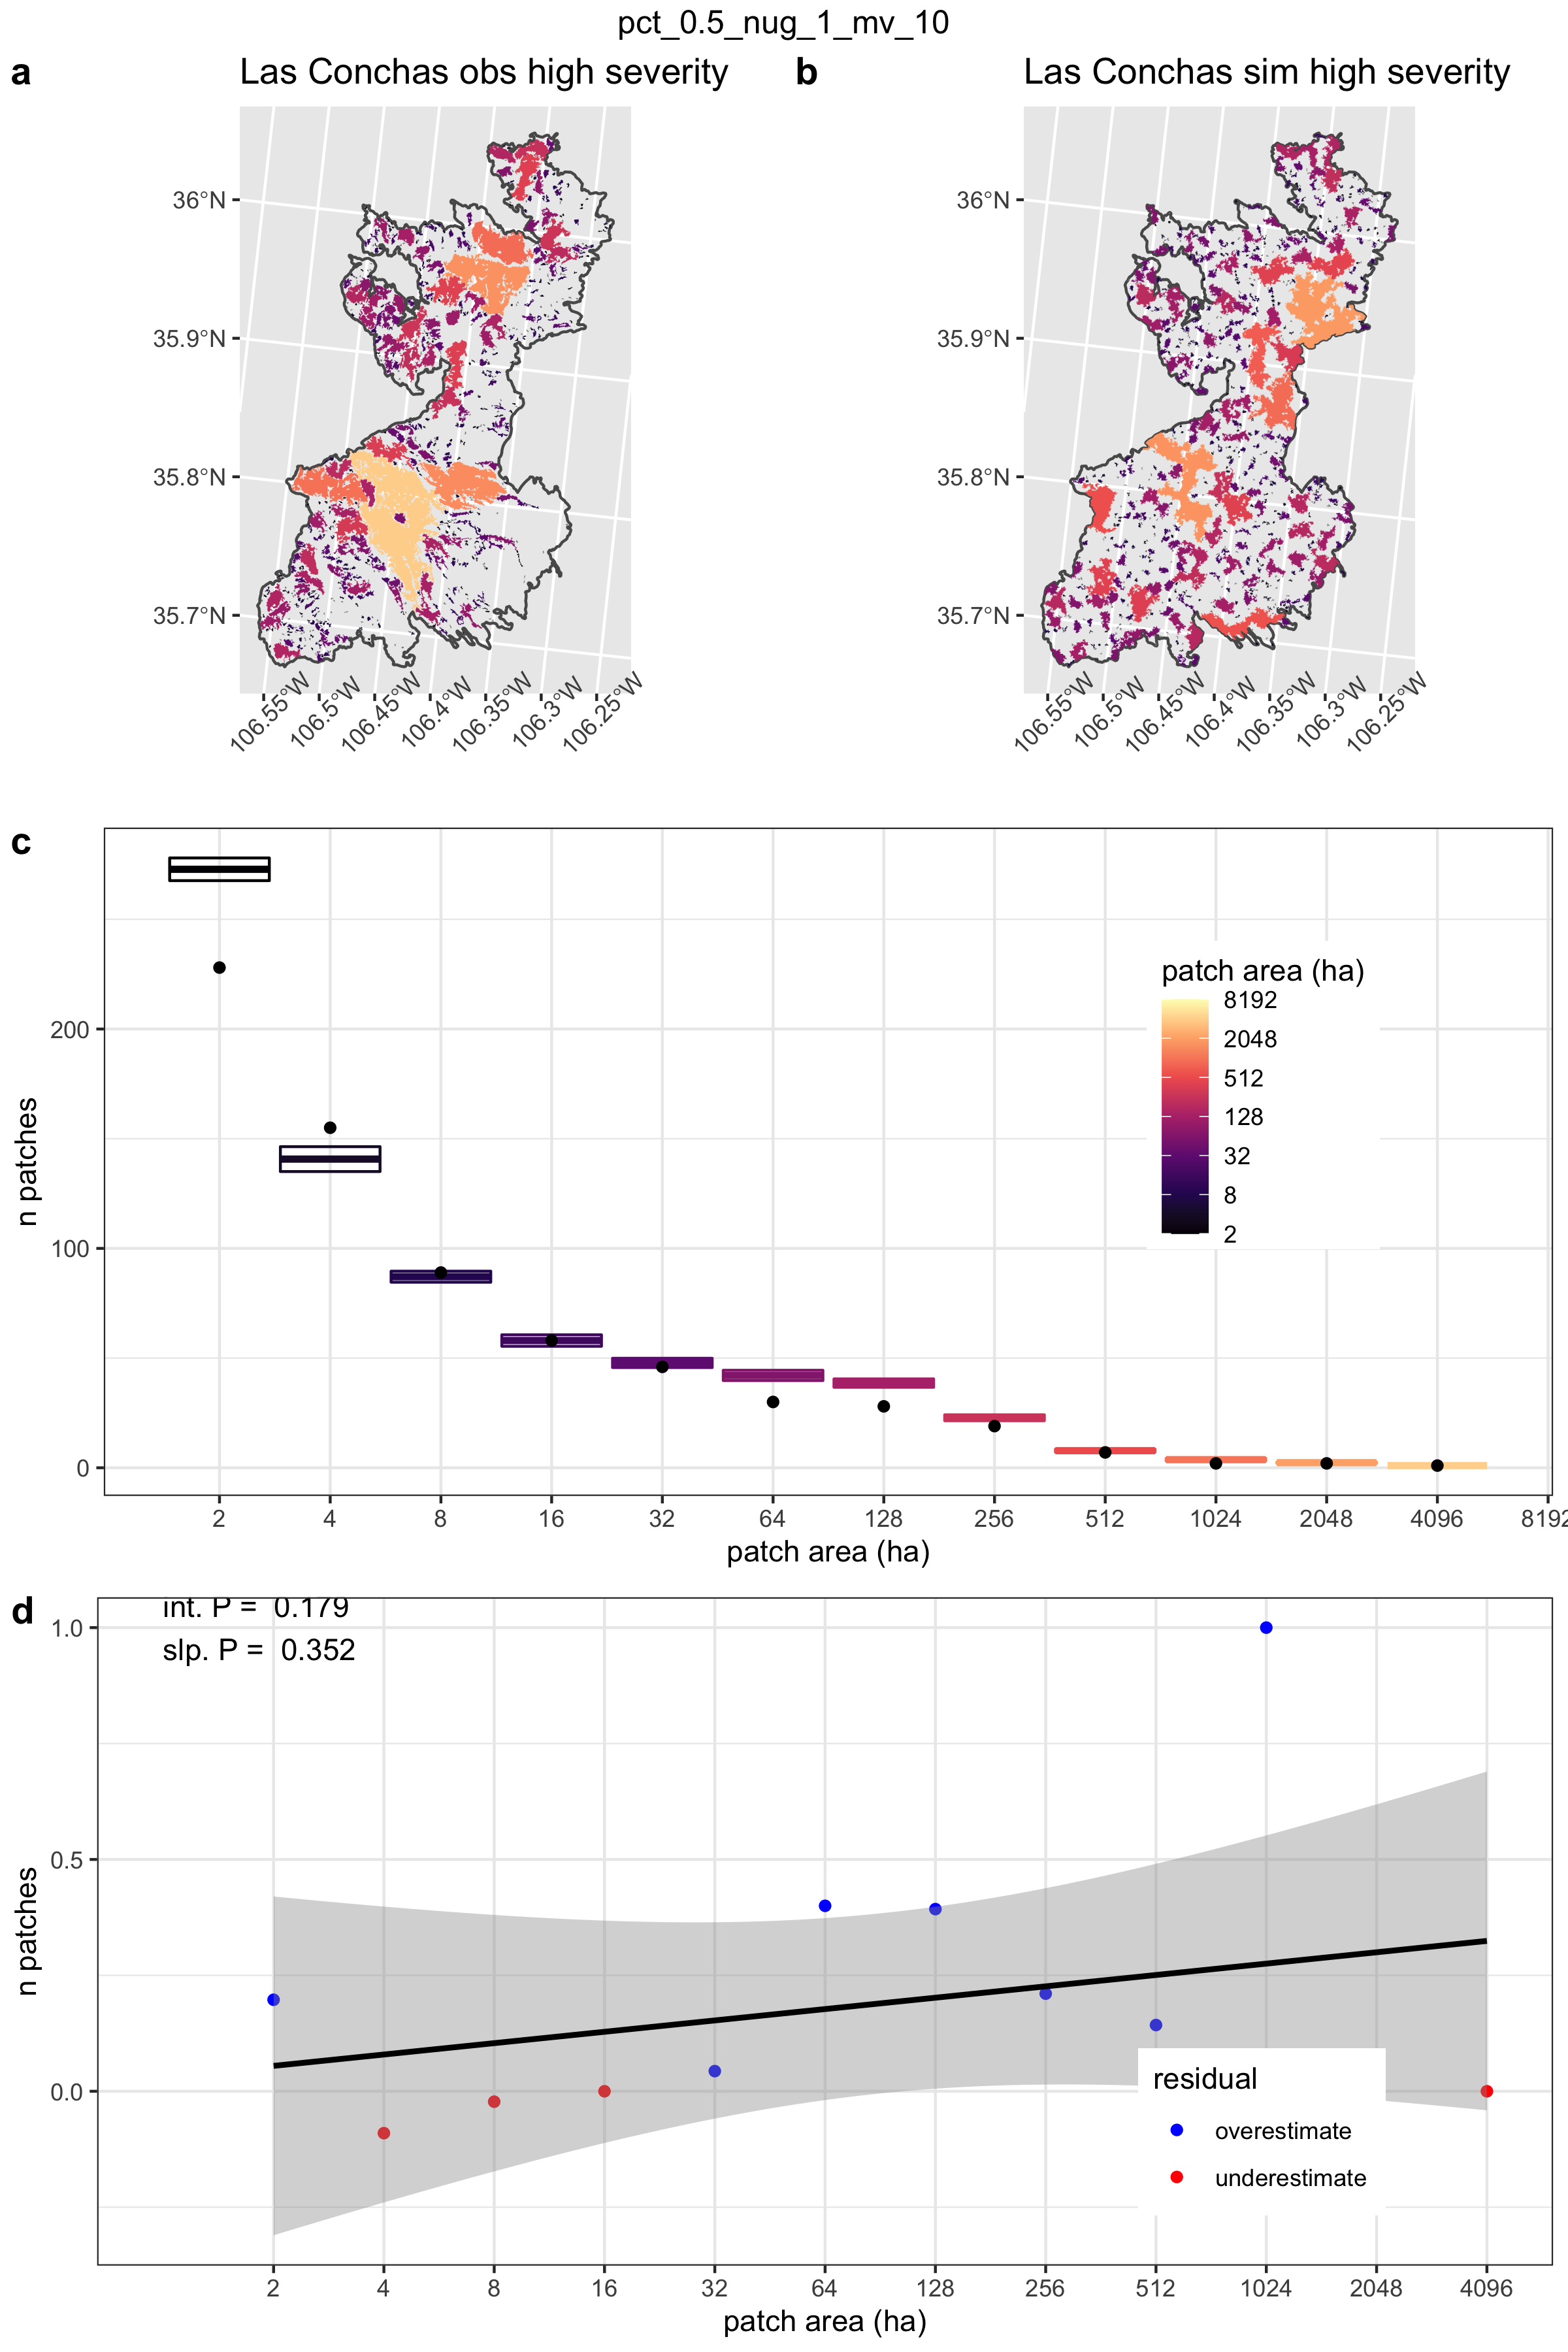 pct_0.5_nug_1_mv_10
a
Las Conchas obs high severity
b
Las Conchas sim high severity
36°N
35.9°N
35.8°N
35.7°N
106.55°W
106.5°W
106.45°W
106.4°W
106.35°W
106.3°W
106.25°W
36°N
35.9°N
35.8°N
35.7°N
106.55°W
106.5°W
106.45°W
106.4°W
106.35°W
106.3°W
106.25°W
c
n patches
200
100
0
patch area (ha)
8192
2048
512
128
32
8
2
2 4 8 16 32 64 128 256 512 1024 2048 4096 8192
patch area (ha)
d
int. P = 0.179
slp. P = 0.352
n patches
1.0
0.5
0.0
residual
overestimate
underestimate
2 4 8 16 32 64 128 256 512 1024 2048 4096
patch area (ha)